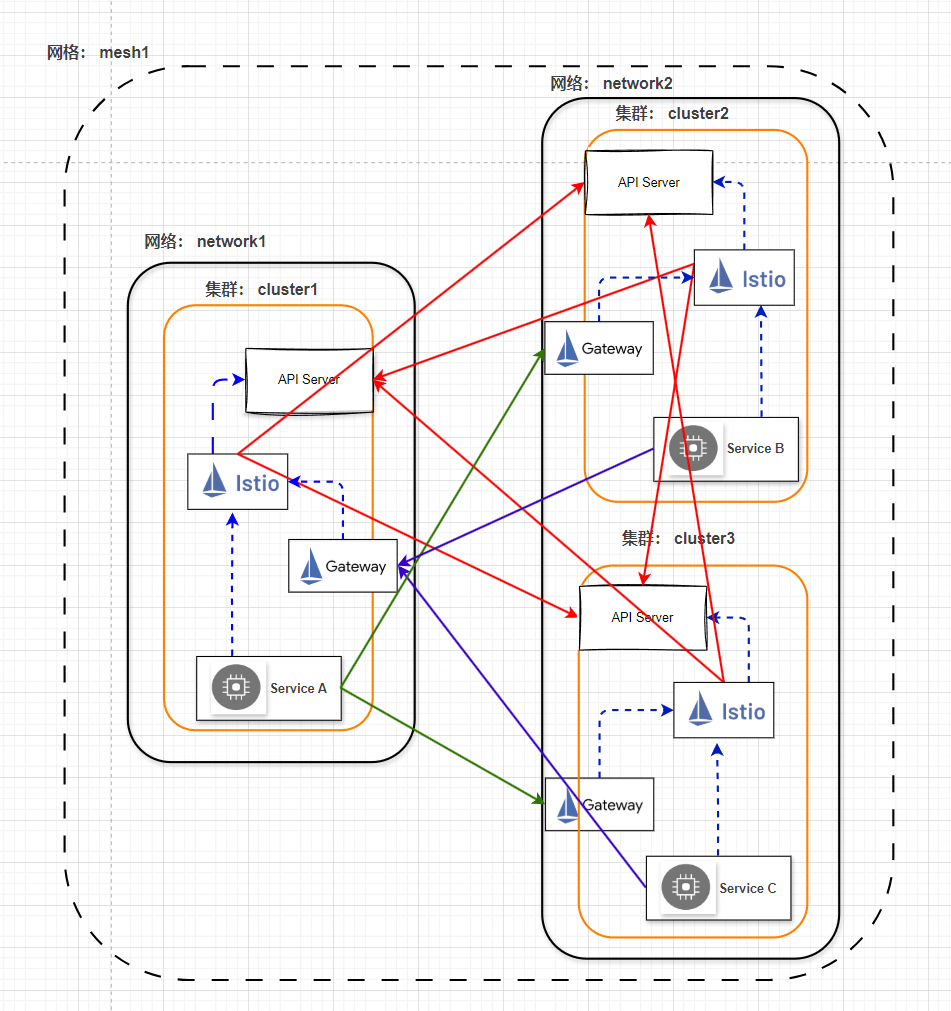 网格： mesh1
网络： network2
集群： cluster2
API Server
Istio
Gateway
Service B
网络： network1
集群： cluster1
API Server
Istio
Gateway
Service A
集群： cluster3
API Server
Istio
Gateway
Service C